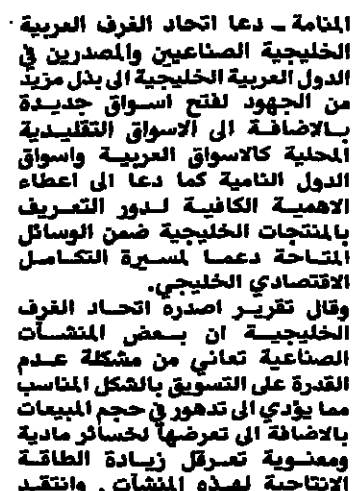 المنامة ـ دعا اتحاد الغرف العربية
الخليجية الصناعيين والمصدرين في
الدول العربية الخليجية الى بذل مزيد
من الجهود لفتح اسواق جديدة
بالاضافة الى الاسواق التقليدية
المحلية كالاسواق العربية واسواق
الدول النامية كما دعا الى اعطاء
الاهمية الكافية لدور التعريف
بالمنتجات الخليجية ضمن الوسائل
المتاحة دعما لمسيرة التكامل
الاقتصادي الخليجي.
وقال تقرير اصدره اتحاد الغرف
الخليجية ان بعض المنشآت
الصناعية تعاني من مشكلة عدم
القدرة على التسويق بالشكل المناسب
مما يؤدي الى تدهور في حجم المبيعات
بالاضافة الى تعرضها لخسائر مادية
ومعنوية تعرقل زيادة الطاقة
الانتاجية لهذه المنشآت. وانتقد